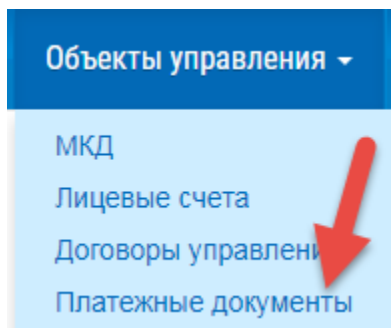 Объекты управления
МКД
Лицевые счета
Договоры управлени
Платежные документы